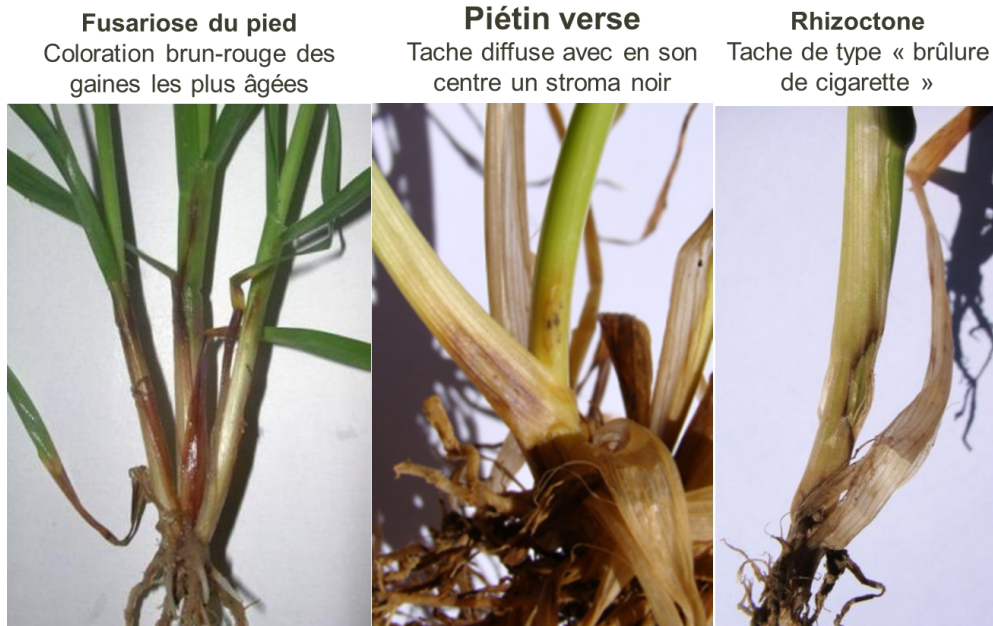 Fusariose du pied
Coloration brun-rouge des
gaines les plus âgées
Piétin verse
Tache diffuse avec en son
centre un stroma noir
Rhizoctone
Tache de type « brûlure
de cigarette »